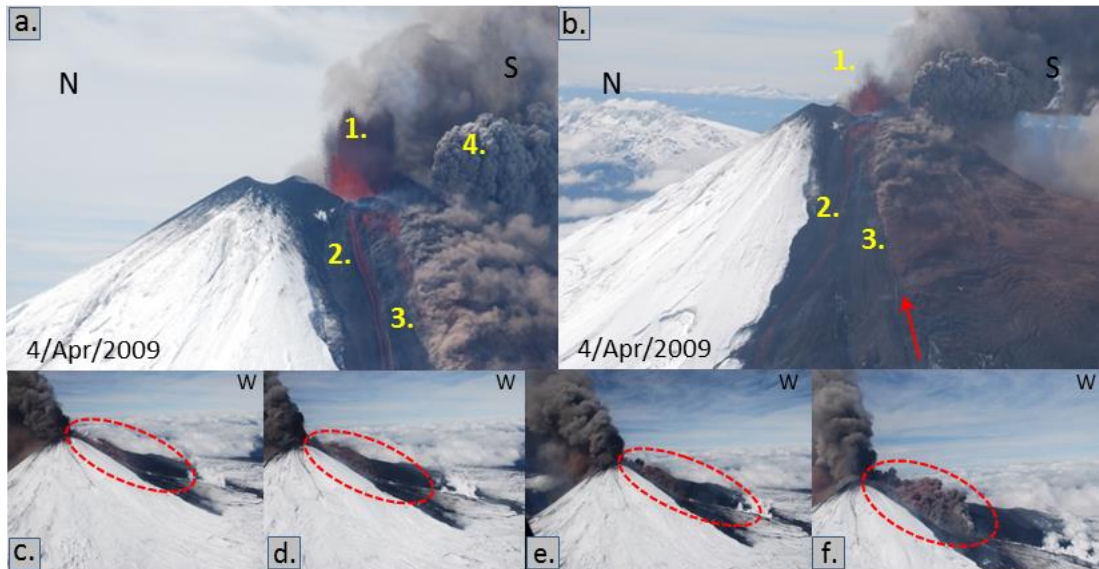 a.
N
S
1.
4.
2.
3.
4/Apr/2009
b.
N
S
1.
2.
3.
4/Apr/2009
c.
W
d.
W
e.
W
f.
W